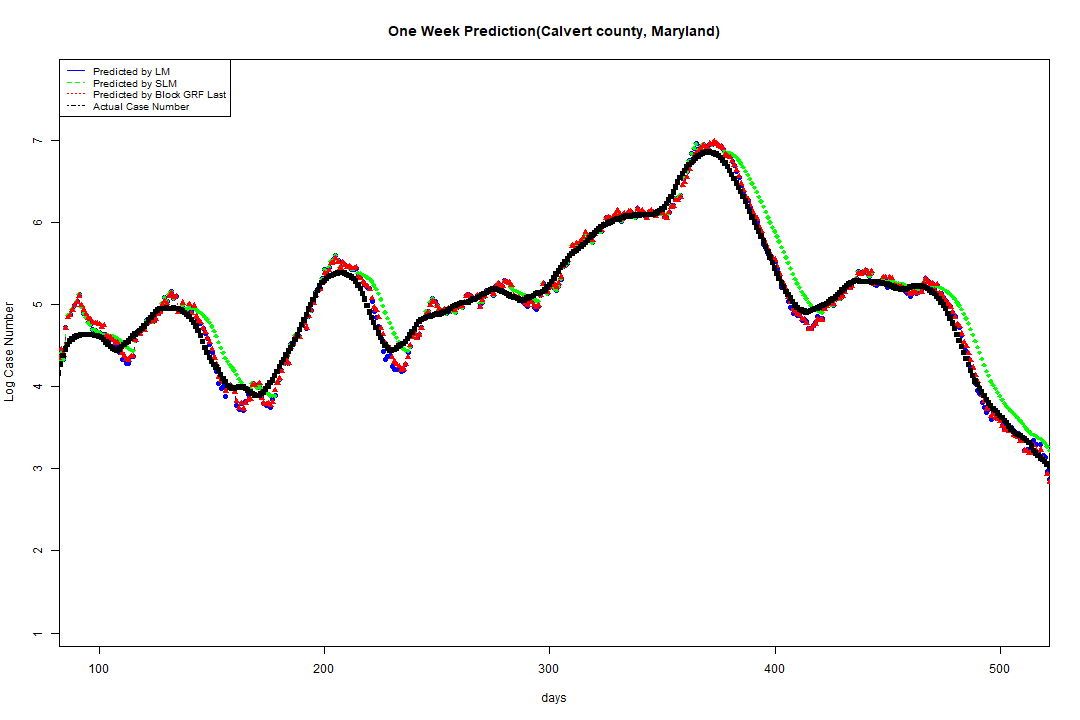 One Week Prediction(Calvert county, Maryland)
Predicted by LM
Predicted by SLM
Predicted by Block GRF Last
Actual Case Number
7
6
5
4
3
2
1
Log Case Number
100 200 300 400 500
days